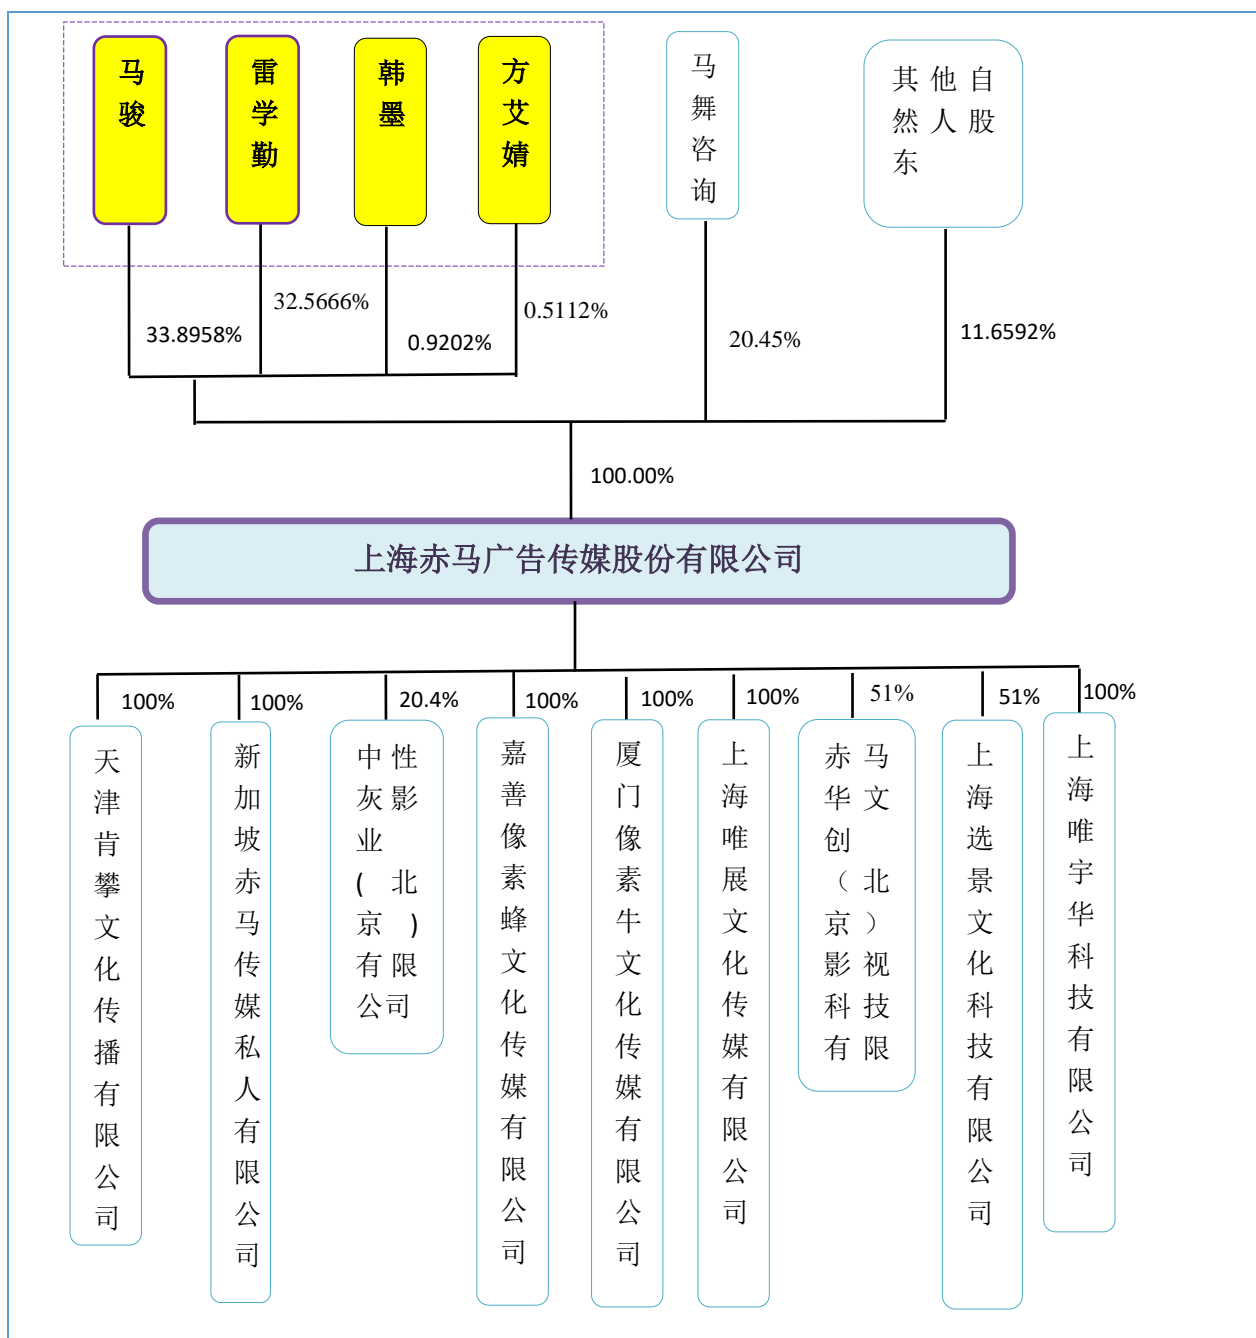 马骏
雷学勤
韩墨
方艾婧
马舞咨询
其他自
然人股
东
33.8958%
32.5666%
0.9202%
0.5112%
20.45%
11.6592%
100.00%
上海赤马广告传媒股份有限公司
100%
100%
20.4%
100%
100%
100%
51%
51%
100%
天津肯攀文化传播有限公司
新加坡赤马传媒私人有限公司
中性
灰影
业
(北
京)
有限
公司
嘉善像素蜂文化传媒有限公司
厦门像素牛文化传媒有限公司
上海唯展文化传媒有限公司
赤马
华文
创
（北
京）
影视
科技
有限
上海选景文化科技有限公司
上海唯宇华科技有限公司